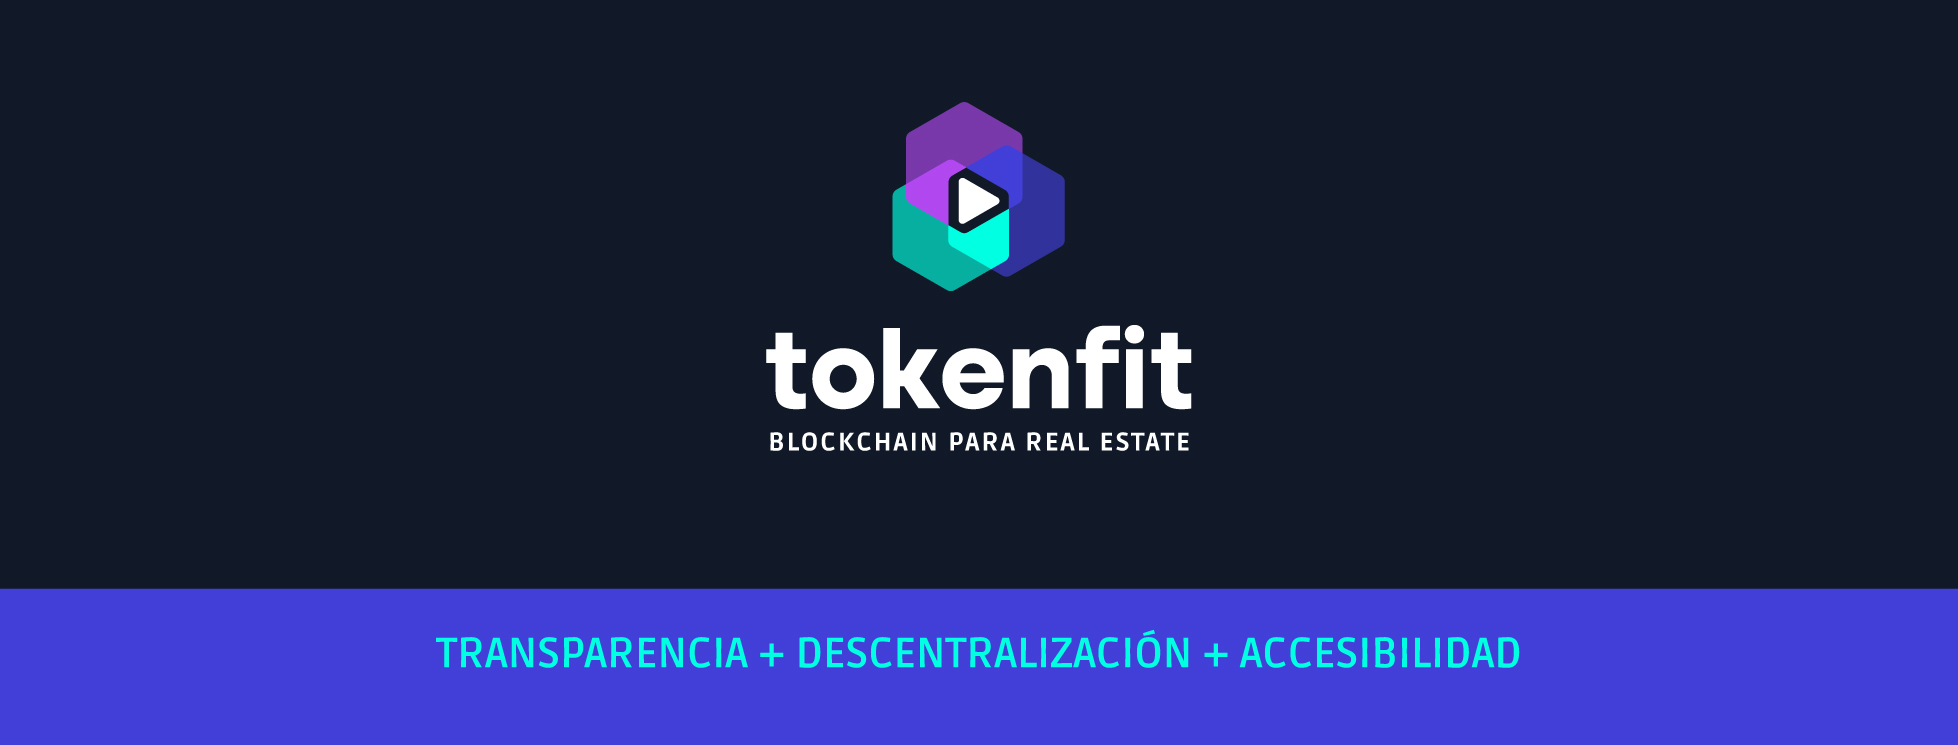 tokenfit
BLOCKCHAIN PARA REAL ESTATE
TRANSPARENCIA + DESCENTRALIZACIÓN + ACCESIBILIDAD